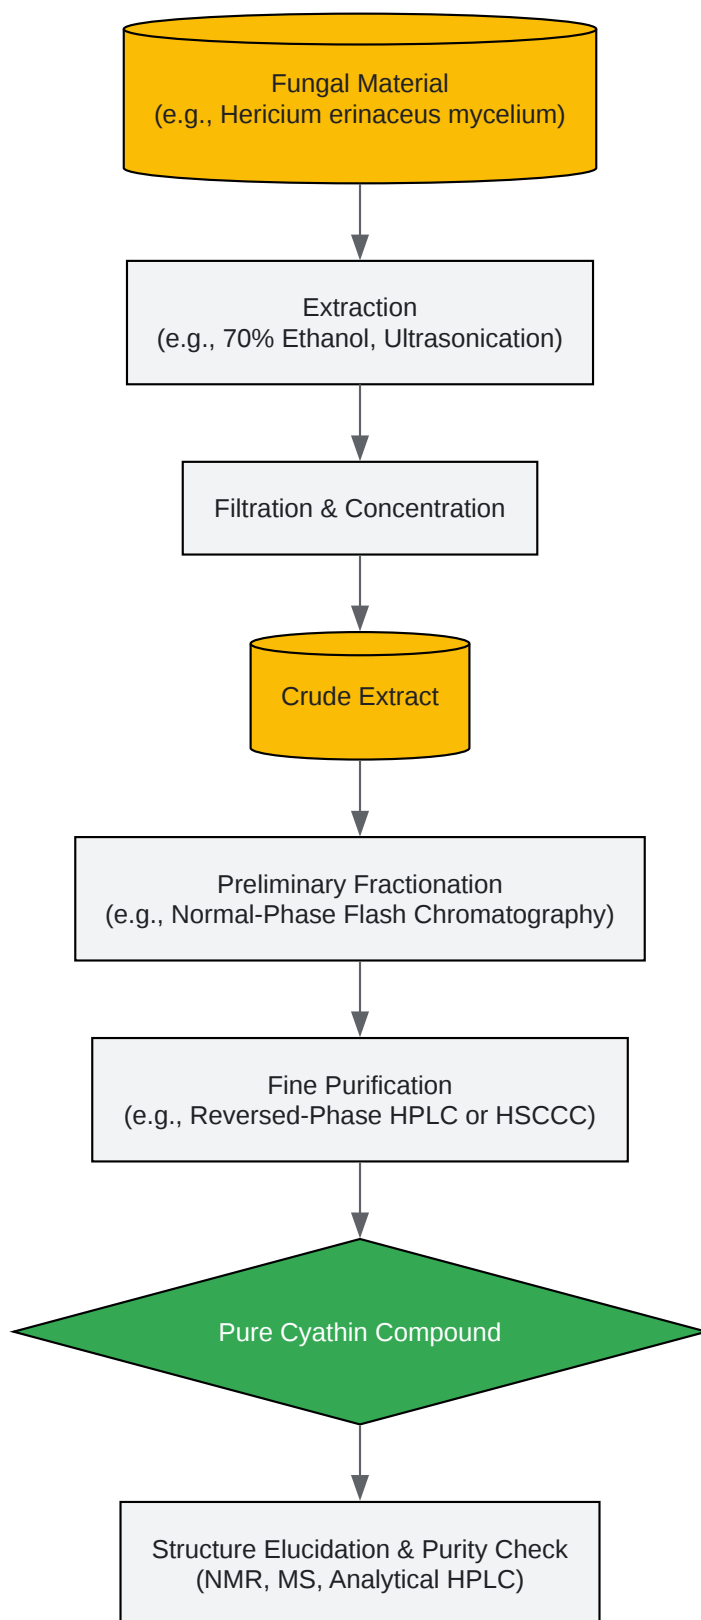 Fungal Material
(e.g., Hericium erinaceus mycelium)
Extraction
(e.g., 70% Ethanol, Ultrasonication)
Filtration & Concentration
Crude Extract
Preliminary Fractionation
(e.g., Normal-Phase Flash Chromatography)
Fine Purification
(e.g., Reversed-Phase HPLC or HSCCC)
Pure Cyathin Compound
Structure Elucidation & Purity Check
(NMR, MS, Analytical HPLC)